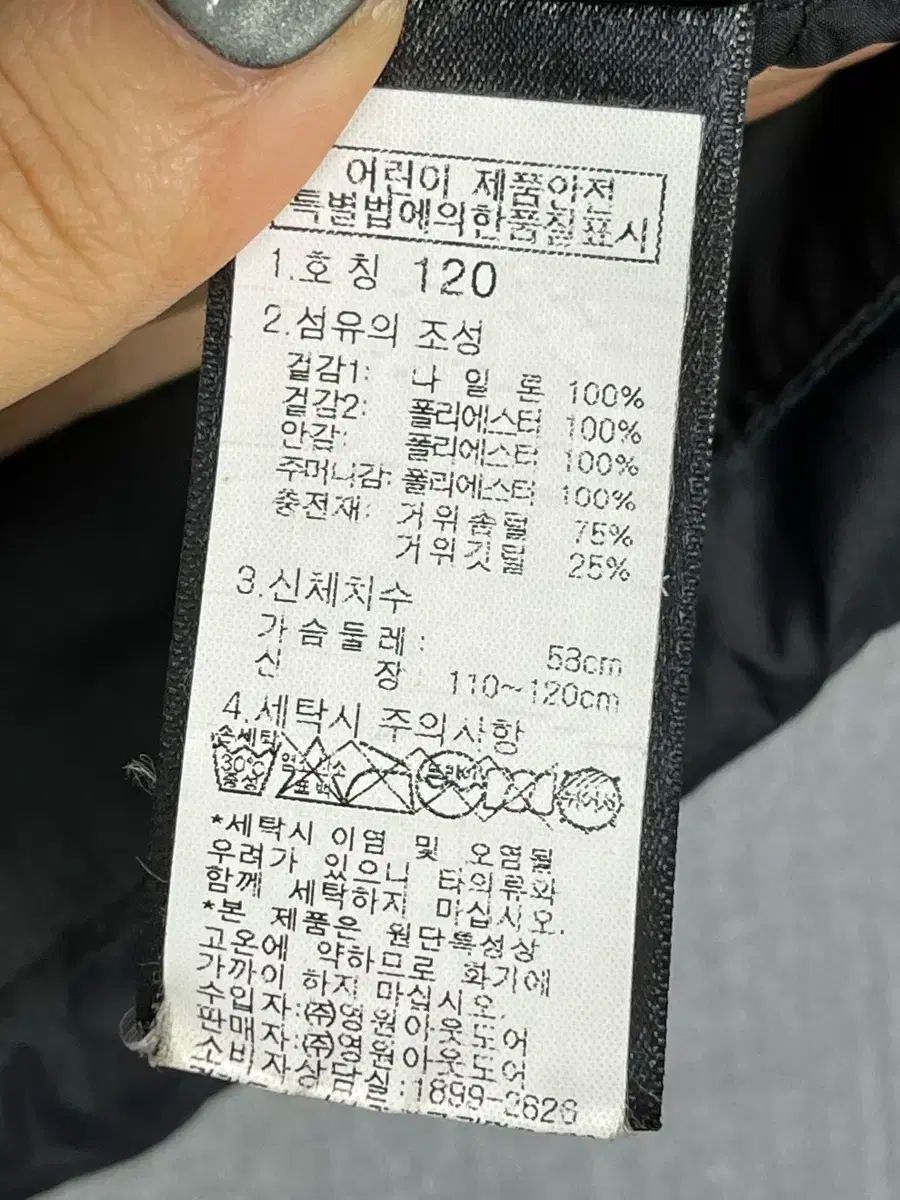 어린이 제품안전
특별법에의한품질표시
1.호칭 120
2.섬유의 조성
겉감1: 나일론 100%
겉감2: 폴리에스터 100%
안감: 폴리에스터 100%
주머니감: 폴리에스터 100%
충전재: 거위솜털 75%
거위깃털 25%
3.신체치수
가슴둘레: 58cm
신장 110~120cm
4.세탁시 주의사항
손세탁
30℃
중성
*세탁시 이염 및 오염될
우려가 있으니 타의류와
함께 세탁하지 마십시오.
*본 제품은 원단특성상
고온에 약하므로 화기에
가까이 하지 마십시오.
수입자:㈜영원아웃도어
판매자:㈜영원아웃도어
소비자상담실:1899-2626